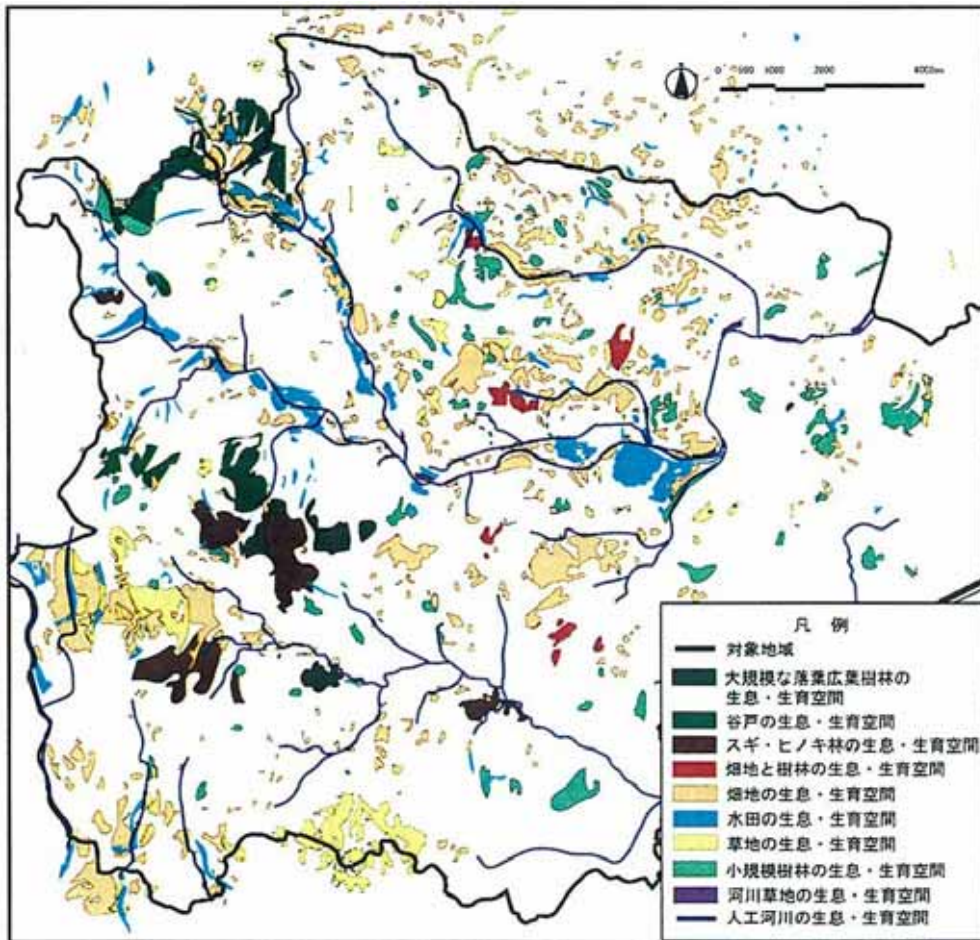 0 500 1000 2000 4000m
凡 例
対象地域
大規模な落葉広葉樹林の
生息・生育空間
谷戸の生息・生育空間
スギ・ヒノキ林の生息・生育空間
畑地と樹林の生息・生育空間
畑地の生息・生育空間
水田の生息・生育空間
草地の生息・生育空間
小規模樹林の生息・生育空間
河川草地の生息・生育空間
人工河川の生息・生育空間